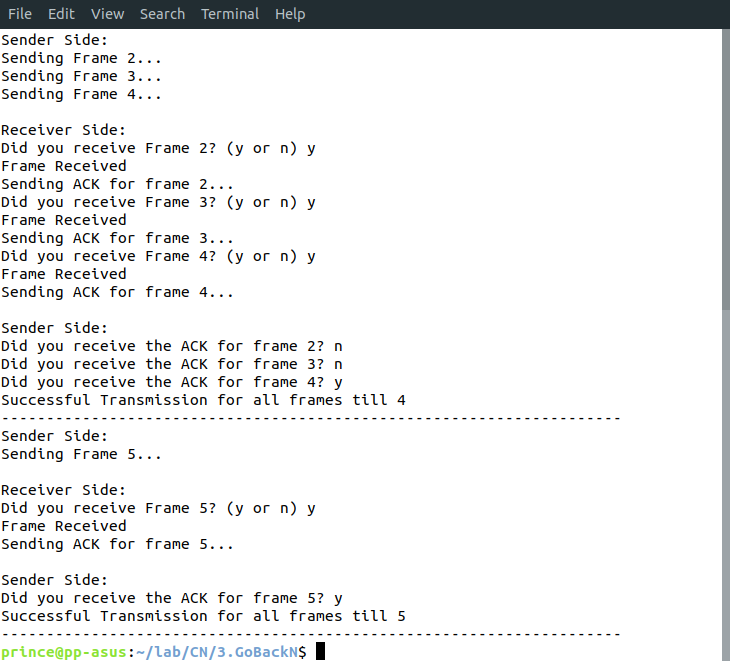 File Edit View Search Terminal Help
Sender Side:
Sending Frame 2...
Sending Frame 3...
Sending Frame 4...
Receiver Side:
Did you receive Frame 2? (y or n) y
Frame Received
Sending ACK for frame 2...
Did you receive Frame 3? (y or n) y
Frame Received
Sending ACK for frame 3...
Did you receive Frame 4? (y or n) y
Frame Received
Sending ACK for frame 4...
Sender Side:
Did you receive the ACK for frame 2? n
Did you receive the ACK for frame 3? n
Did you receive the ACK for frame 4? y
Successful Transmission for all frames till 4
---------------------------------------------------------------------
Sender Side:
Sending Frame 5...
Receiver Side:
Did you receive Frame 5? (y or n) y
Frame Received
Sending ACK for frame 5...
Sender Side:
Did you receive the ACK for frame 5? y
Successful Transmission for all frames till 5
---------------------------------------------------------------------
prince@pp-asus:~/lab/CN/3.GoBackN$